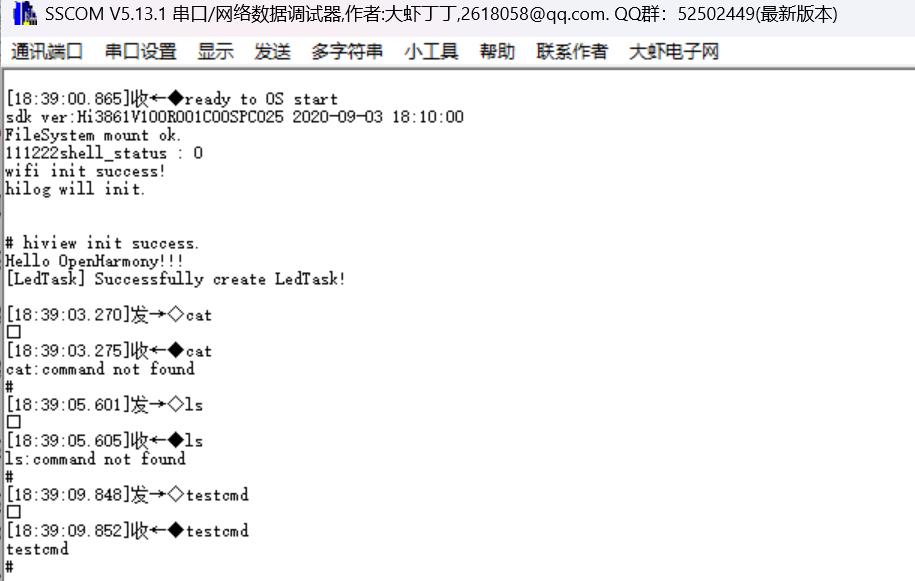 SSCOM V5.13.1 串口/网络数据调试器,作者:大虾丁丁,2618058@qq.com. QQ群：52502449(最新版本)
通讯端口 串口设置 显示 发送 多字符串 小工具 帮助 联系作者 大虾电子网
[18:39:00.865]收←◆ready to OS start
sdk ver:Hi3861V100R001C00SPC025 2020-09-03 18:10:00
FileSystem mount ok.
111222shell_status : 0
wifi init success!
hilog will init.
# hiview init success.
Hello OpenHarmony!!!
[LedTask] Successfully create LedTask!
[18:39:03.270]发→◇cat
□
[18:39:03.275]收←◆cat
cat:command not found
#
[18:39:05.601]发→◇ls
□
[18:39:05.605]收←◆ls
ls:command not found
#
[18:39:09.848]发→◇testcmd
□
[18:39:09.852]收←◆testcmd
testcmd
#